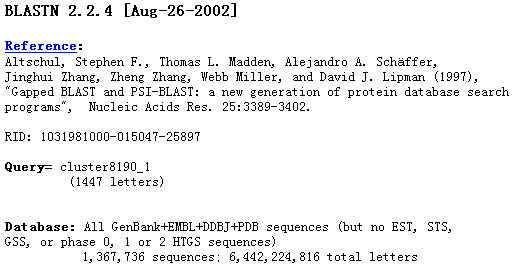 BLASTN 2.2.4 [Aug-26-2002]
Reference:
Altschul, Stephen F., Thomas L. Madden, Alejandro A. Schäffer,
Jinghui Zhang, Zheng Zhang, Webb Miller, and David J. Lipman (1997),
"Gapped BLAST and PSI-BLAST: a new generation of protein database search
programs", Nucleic Acids Res. 25:3389-3402.
RID: 1031981000-015047-25897
Query= cluster8190_1
(1447 letters)
Database: All GenBank+EMBL+DDBJ+PDB sequences (but no EST, STS,
GSS, or phase 0, 1 or 2 HTGS sequences)
1,367,736 sequences; 6,442,224,816 total letters